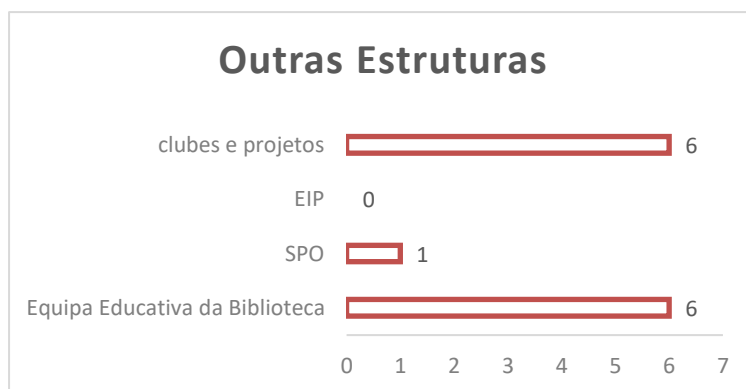 Outras Estruturas
clubes e projetos 6
EIP 0
SPO 1
Equipa Educativa da Biblioteca 6
0 1 2 3 4 5 6 7